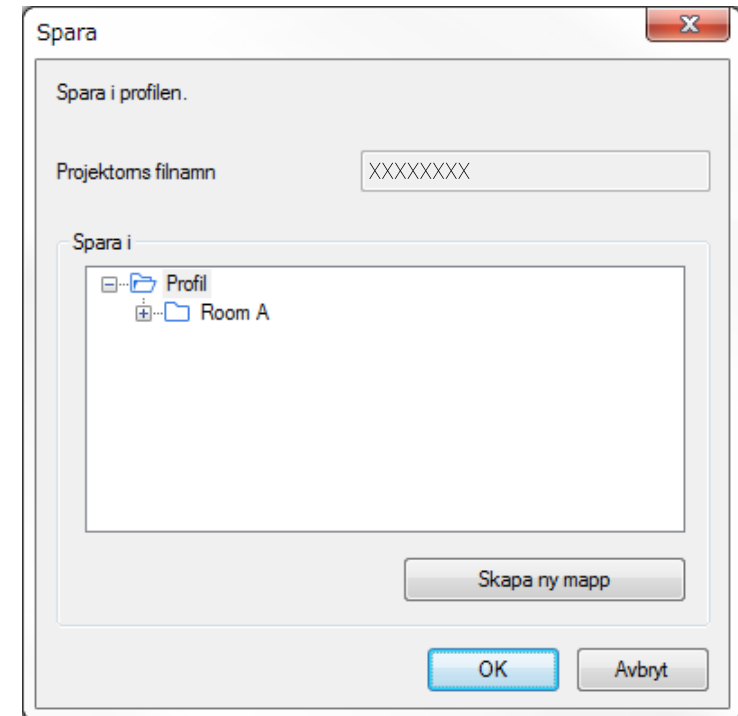 Spara
Spara i profilen.
Projektorns filnamn XXXXXXXX
Spara i
Profil
Room A
Skapa ny mapp
OK Avbryt